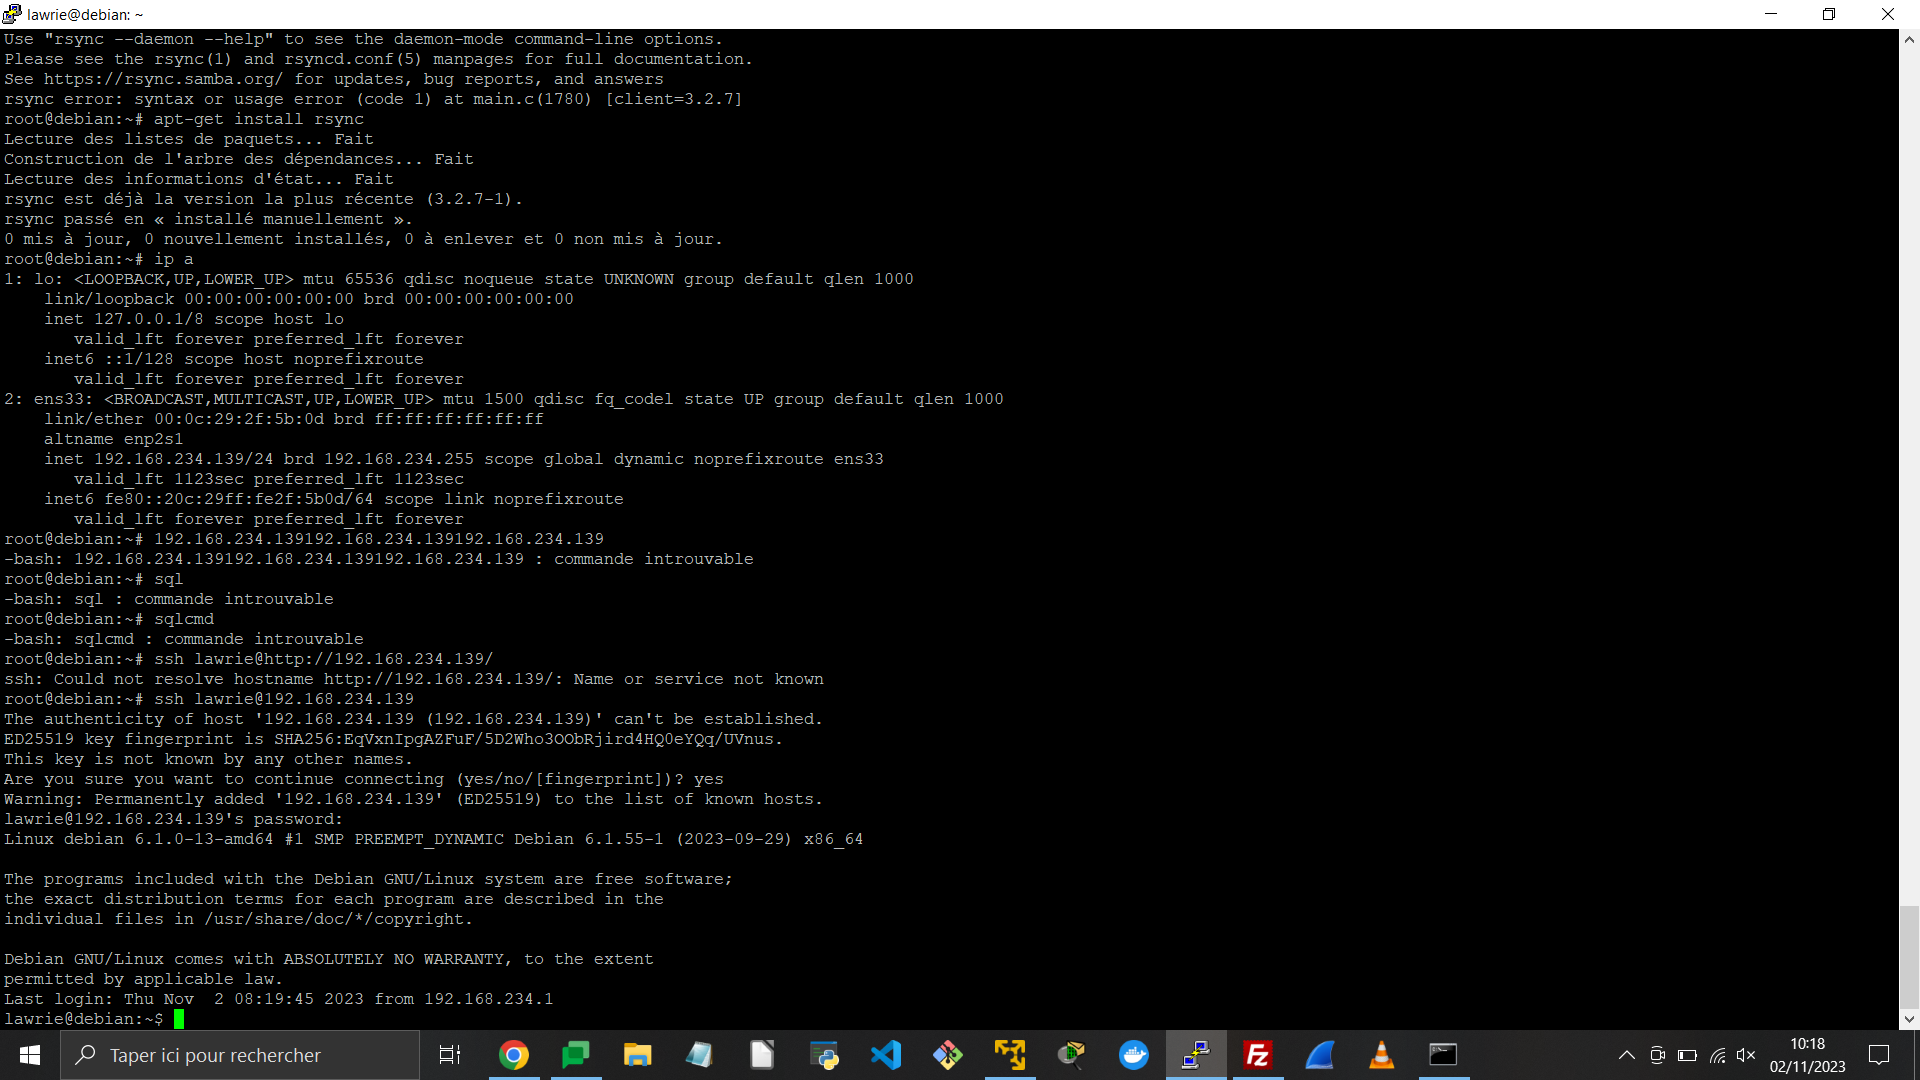 lawrie@debian: ~
Use "rsync --daemon --help" to see the daemon-mode command-line options.
Please see the rsync(1) and rsyncd.conf(5) manpages for full documentation.
See https://rsync.samba.org/ for updates, bug reports, and answers
rsync error: syntax or usage error (code 1) at main.c(1780) [client=3.2.7]
root@debian:~# apt-get install rsync
Lecture des listes de paquets... Fait
Construction de l'arbre des dépendances... Fait
Lecture des informations d'état... Fait
rsync est déjà la version la plus récente (3.2.7-1).
rsync passé en « installé manuellement ».
0 mis à jour, 0 nouvellement installés, 0 à enlever et 0 non mis à jour.
root@debian:~# ip a
1: lo: <LOOPBACK,UP,LOWER_UP> mtu 65536 qdisc noqueue state UNKNOWN group default qlen 1000
    link/loopback 00:00:00:00:00:00 brd 00:00:00:00:00:00
    inet 127.0.0.1/8 scope host lo
       valid_lft forever preferred_lft forever
    inet6 ::1/128 scope host noprefixroute
       valid_lft forever preferred_lft forever
2: ens33: <BROADCAST,MULTICAST,UP,LOWER_UP> mtu 1500 qdisc fq_codel state UP group default qlen 1000
    link/ether 00:0c:29:2f:5b:0d brd ff:ff:ff:ff:ff:ff
    altname enp2s1
    inet 192.168.234.139/24 brd 192.168.234.255 scope global dynamic noprefixroute ens33
       valid_lft 1123sec preferred_lft 1123sec
    inet6 fe80::20c:29ff:fe2f:5b0d/64 scope link noprefixroute
       valid_lft forever preferred_lft forever
root@debian:~# 192.168.234.139192.168.234.139192.168.234.139
-bash: 192.168.234.139192.168.234.139192.168.234.139 : commande introuvable
root@debian:~# sql
-bash: sql : commande introuvable
root@debian:~# sqlcmd
-bash: sqlcmd : commande introuvable
root@debian:~# ssh lawrie@http://192.168.234.139/
ssh: Could not resolve hostname http://192.168.234.139/: Name or service not known
root@debian:~# ssh lawrie@192.168.234.139
The authenticity of host '192.168.234.139 (192.168.234.139)' can't be established.
ED25519 key fingerprint is SHA256:EqVxnIpgAZFuF/5D2Who3OObRjird4HQ0eYQq/UVnus.
This key is not known by any other names.
Are you sure you want to continue connecting (yes/no/[fingerprint])? yes
Warning: Permanently added '192.168.234.139' (ED25519) to the list of known hosts.
lawrie@192.168.234.139's password:
Linux debian 6.1.0-13-amd64 #1 SMP PREEMPT_DYNAMIC Debian 6.1.55-1 (2023-09-29) x86_64
The programs included with the Debian GNU/Linux system are free software;
the exact distribution terms for each program are described in the
individual files in /usr/share/doc/*/copyright.
Debian GNU/Linux comes with ABSOLUTELY NO WARRANTY, to the extent
permitted by applicable law.
Last login: Thu Nov  2 08:19:45 2023 from 192.168.234.1
lawrie@debian:~$
Taper ici pour rechercher
10:18
02/11/2023